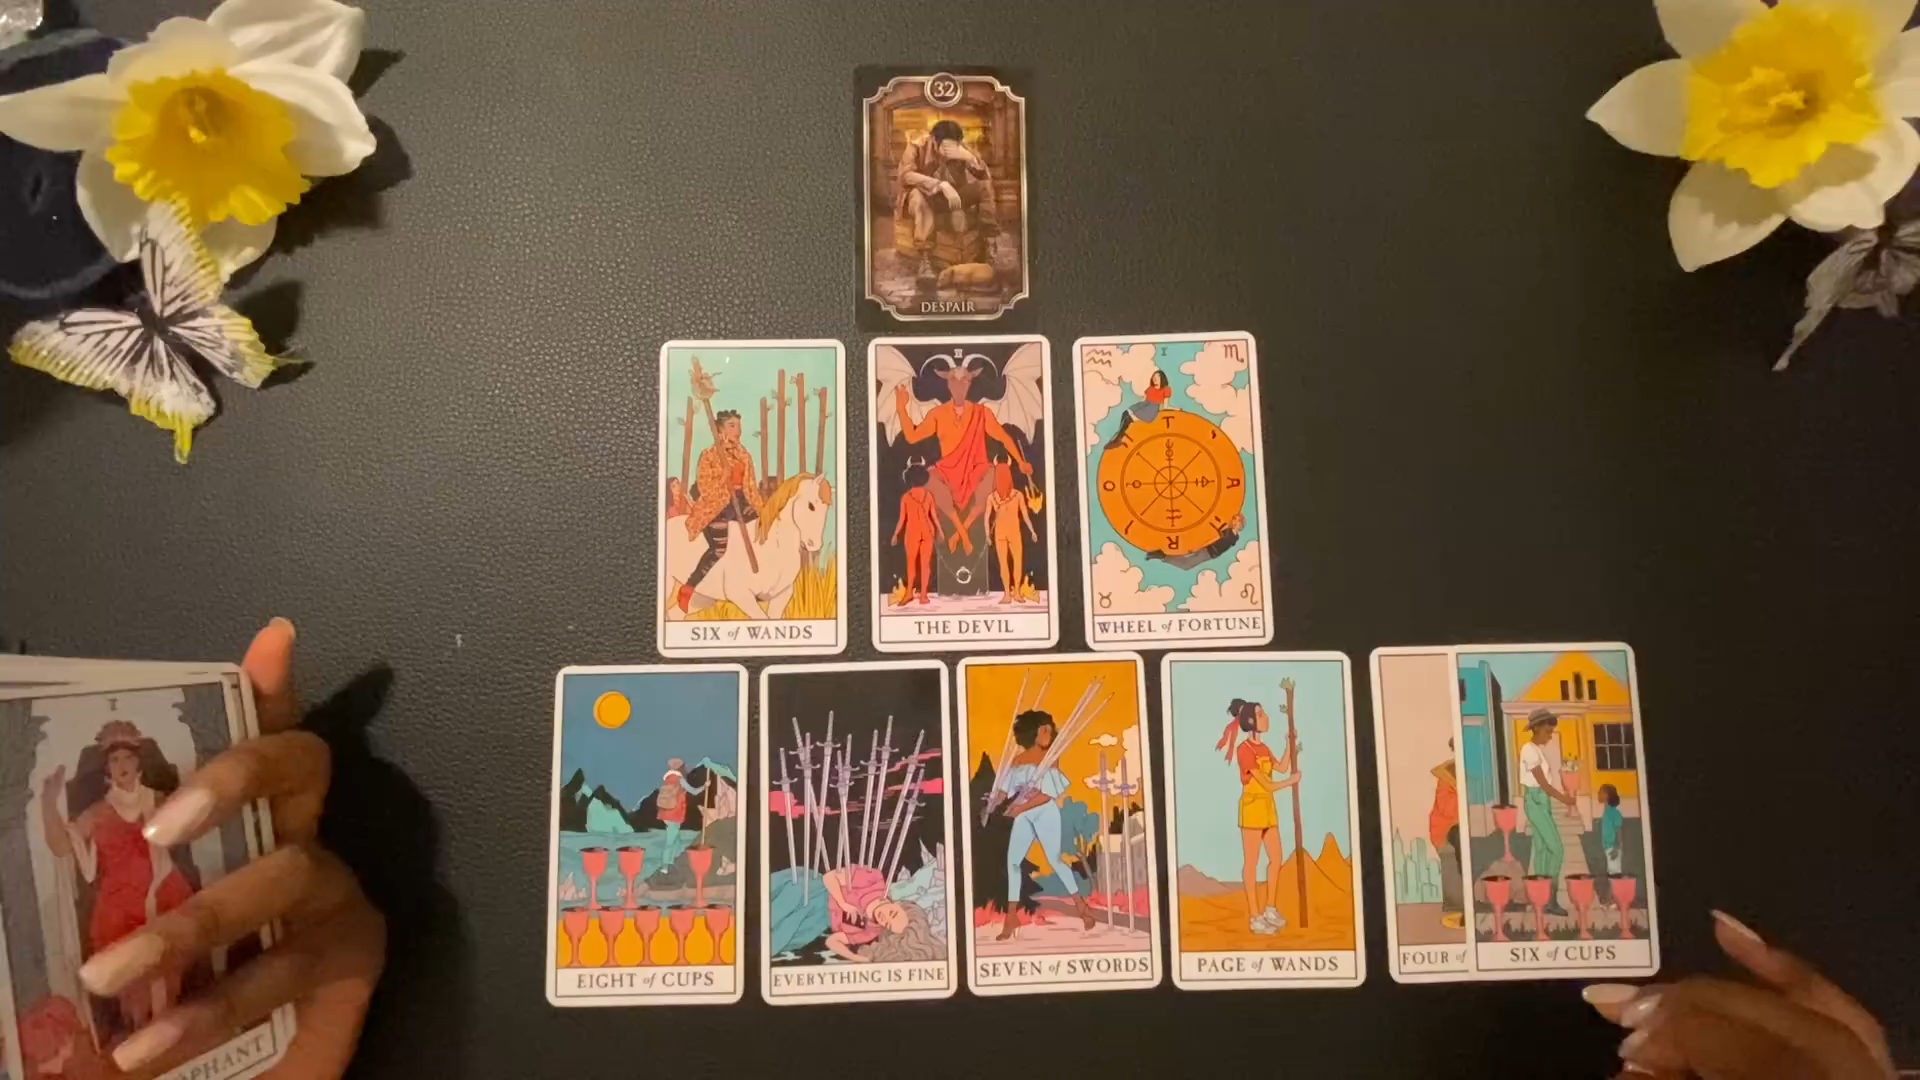 32
DESPAIR
SIX of WANDS
THE DEVIL
WHEEL of FORTUNE
T
A
R
O
EIGHT of CUPS
EVERYTHING IS FINE
SEVEN of SWORDS
PAGE of WANDS
FOUR of
SIX of CUPS
OPHANT